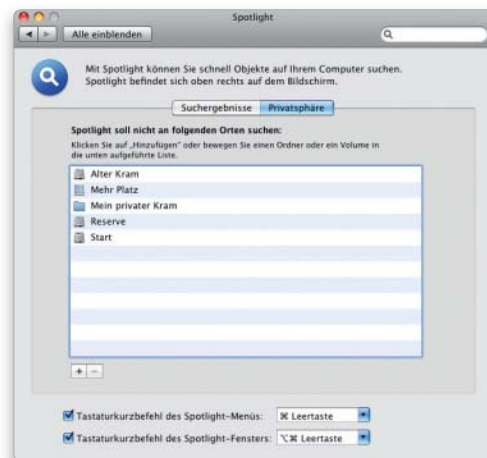 Spotlight
Alle einblenden
Mit Spotlight können Sie schnell Objekte auf Ihrem Computer suchen.
Spotlight befindet sich oben rechts auf dem Bildschirm.
Suchergebnisse Privatsphäre
Spotlight soll nicht an folgenden Orten suchen:
Klicken Sie auf „Hinzufügen“ oder bewegen Sie einen Ordner oder ein Volume in
die unten aufgeführte Liste.
Alter Kram
Mehr Platz
Mein privater Kram
Reserve
Start
+ −
Tastaturkurzbefehl des Spotlight-Menüs: ⌘ Leertaste
Tastaturkurzbefehl des Spotlight-Fensters: ⌥⌘ Leertaste